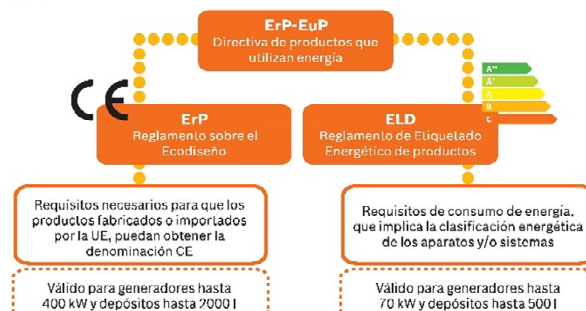 ErP-EuP
Directiva de productos que
utilizan energía
CE
ErP
Reglamento sobre el
Ecodiseño
ELD
Reglamento de Etiquetado
Energético de productos
A++
A+
A
B
C
Requisitos necesarios para que los
productos fabricados o importados
por la UE, puedan obtener la
denominación CE
Requisitos de consumo de energía,
que implica la clasificación energética
de los aparatos y/o sistemas
Válido para generadores hasta
400 kW y depósitos hasta 2000 l
Válido para generadores hasta
70 kW y depósitos hasta 500 l